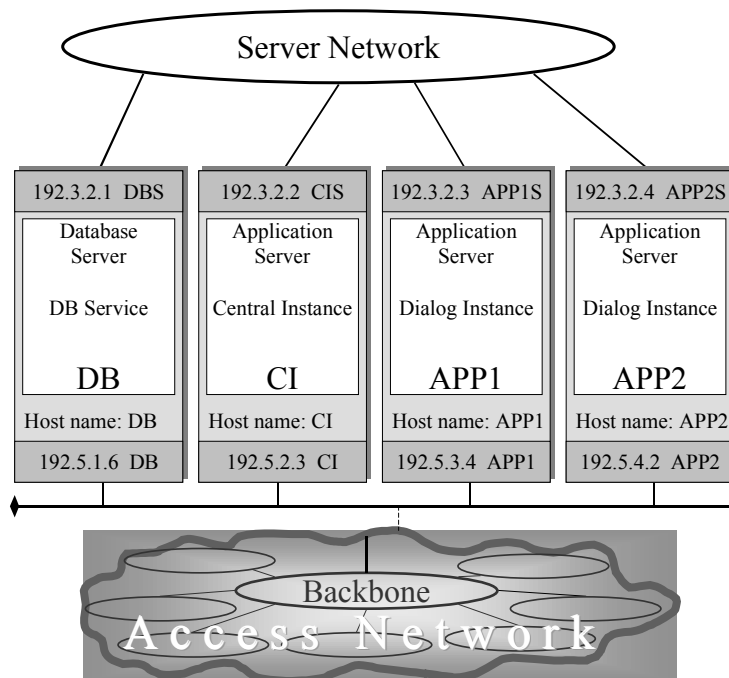 Server Network
192.3.2.1 DBS
192.3.2.2 CIS
192.3.2.3 APP1S
192.3.2.4 APP2S
Database
Server
DB Service
DB
Application
Server
Central Instance
CI
Application
Server
Dialog Instance
APP1
Application
Server
Dialog Instance
APP2
Host name: DB
Host name: CI
Host name: APP1
Host name: APP2
192.5.1.6 DB
192.5.2.3 CI
192.5.3.4 APP1
192.5.4.2 APP2
Backbone
Access Network